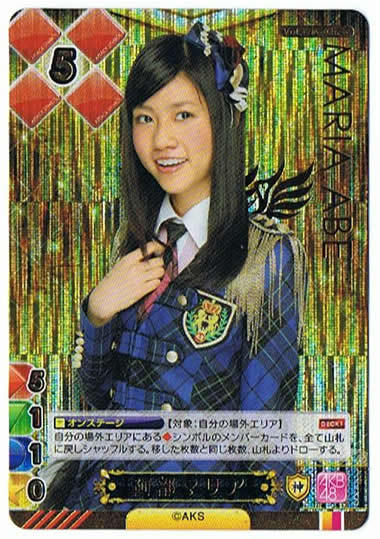 5
MARIA ABE
5
1
1
0
オンステージ
【対象:自分の場外エリア】
DECK1
自分の場外エリアにある◆シンボルのメンバーカードを、全て山札
に戻しシャッフルする。移した枚数と同じ枚数、山札よりドローする。
阿部マリア
神
AKB
48
©AKS